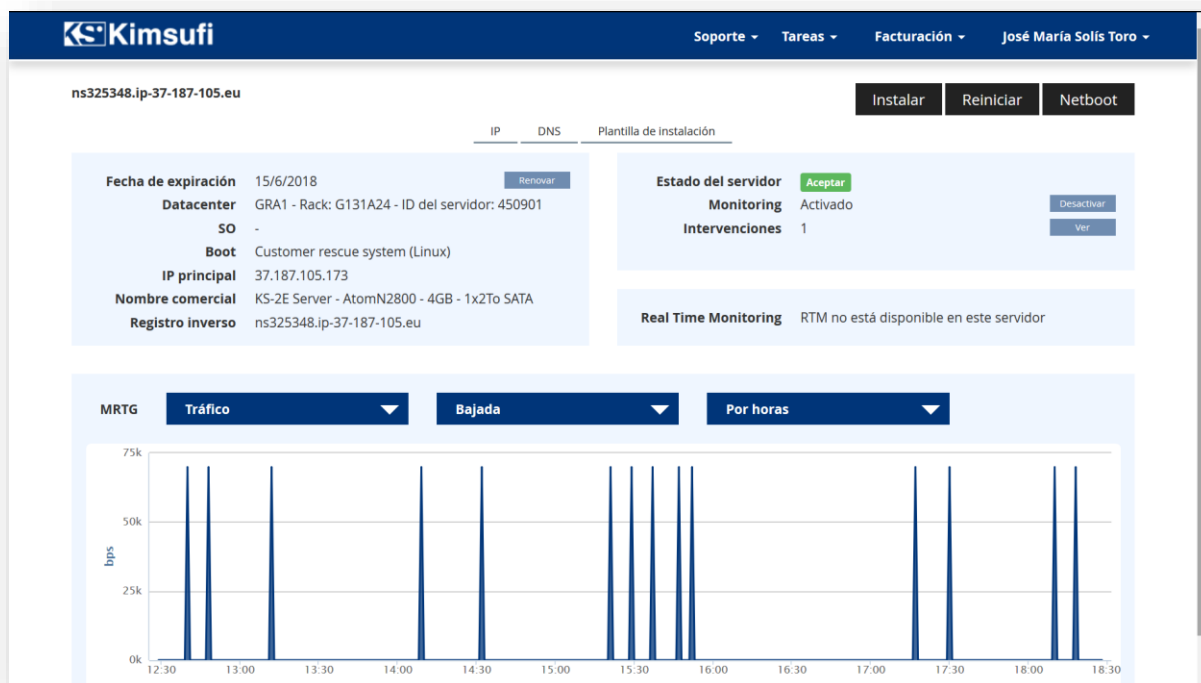 KS Kimsufi
Soporte Tareas Facturación José María Solís Toro
ns325348.ip-37-187-105.eu
Instalar Reiniciar Netboot
IP DNS Plantilla de instalación
Fecha de expiración 15/6/2018 Renovar
Datacenter GRA1 - Rack: G131A24 - ID del servidor: 450901
SO -
Boot Customer rescue system (Linux)
IP principal 37.187.105.173
Nombre comercial KS-2E Server - AtomN2800 - 4GB - 1x2To SATA
Registro inverso ns325348.ip-37-187-105.eu
Estado del servidor Aceptar
Monitoring Activado Desactivar
Intervenciones 1 Ver
Real Time Monitoring RTM no está disponible en este servidor
MRTG Tráfico Bajada Por horas
75k
50k
bps
25k
0k
12:30 13:00 13:30 14:00 14:30 15:00 15:30 16:00 16:30 17:00 17:30 18:00 18:30